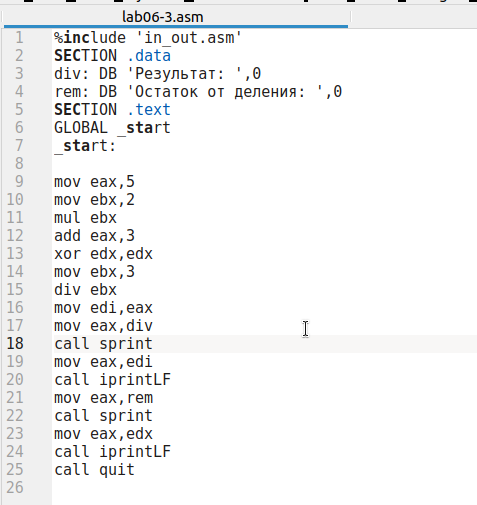 lab06-3.asm
1 %include 'in_out.asm'
2 SECTION .data
3 div: DB 'Результат: ',0
4 rem: DB 'Остаток от деления: ',0
5 SECTION .text
6 GLOBAL _start
7 _start:
8
9 mov eax,5
10 mov ebx,2
11 mul ebx
12 add eax,3
13 xor edx,edx
14 mov ebx,3
15 div ebx
16 mov edi,eax
17 mov eax,div
18 call sprint
19 mov eax,edi
20 call iprintLF
21 mov eax,rem
22 call sprint
23 mov eax,edx
24 call iprintLF
25 call quit
26